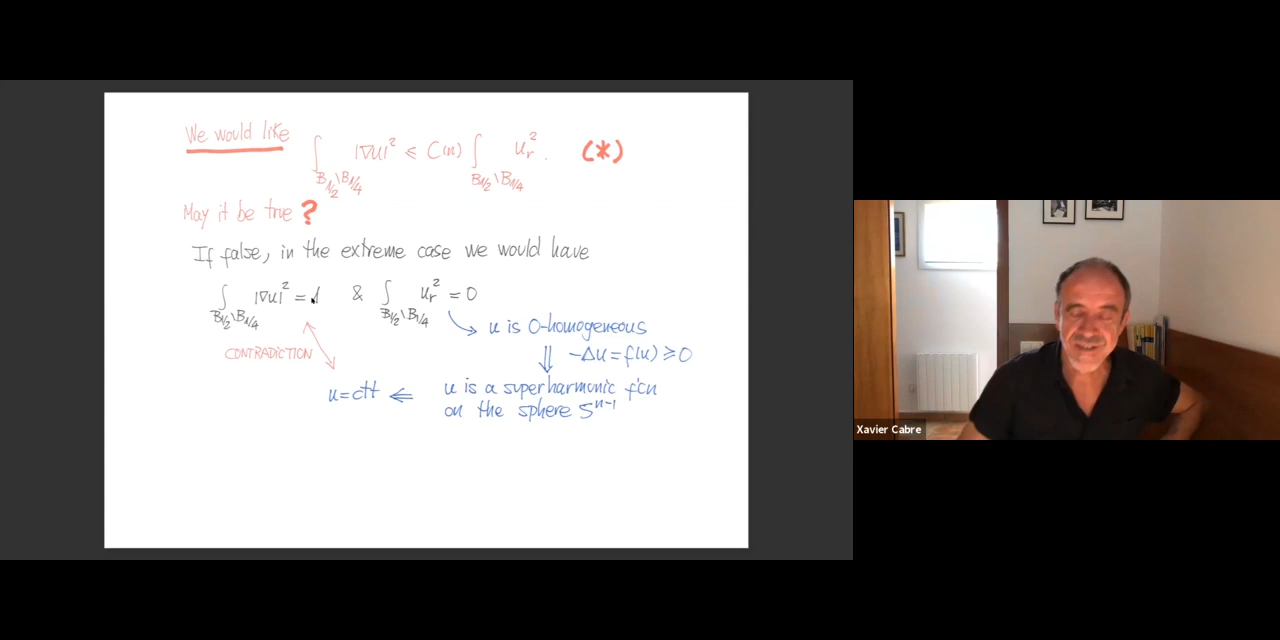 We would like ∫_{B_{1/2}\B_{1/4}} |∇u|² ≤ C(n) ∫_{B_{1/2}\B_{1/4}} u_r² . (*)
May it be true ?
If false, in the extreme case we would have
∫_{B_{1/2}\B_{1/4}} |∇u|² = 1 & ∫_{B_{1/2}\B_{1/4}} u_r² = 0
u is 0-homogeneous
CONTRADICTION
⇓ -Δu = f(u) ≥ 0
u = ctt ⇐ u is a superharmonic f'cn
on the sphere S^{n-1}
Xavier Cabre